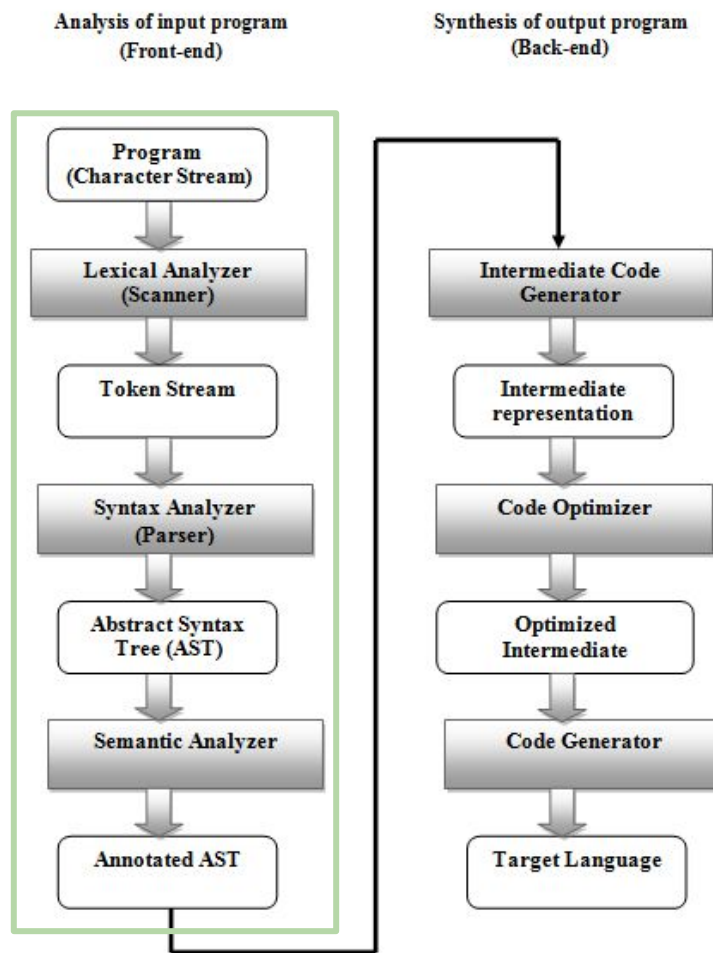 Analysis of input program
(Front-end)
Synthesis of output program
(Back-end)
Program
(Character Stream)
Lexical Analyzer
(Scanner)
Token Stream
Syntax Analyzer
(Parser)
Abstract Syntax
Tree (AST)
Semantic Analyzer
Annotated AST
Intermediate Code
Generator
Intermediate
representation
Code Optimizer
Optimized
Intermediate
Code Generator
Target Language